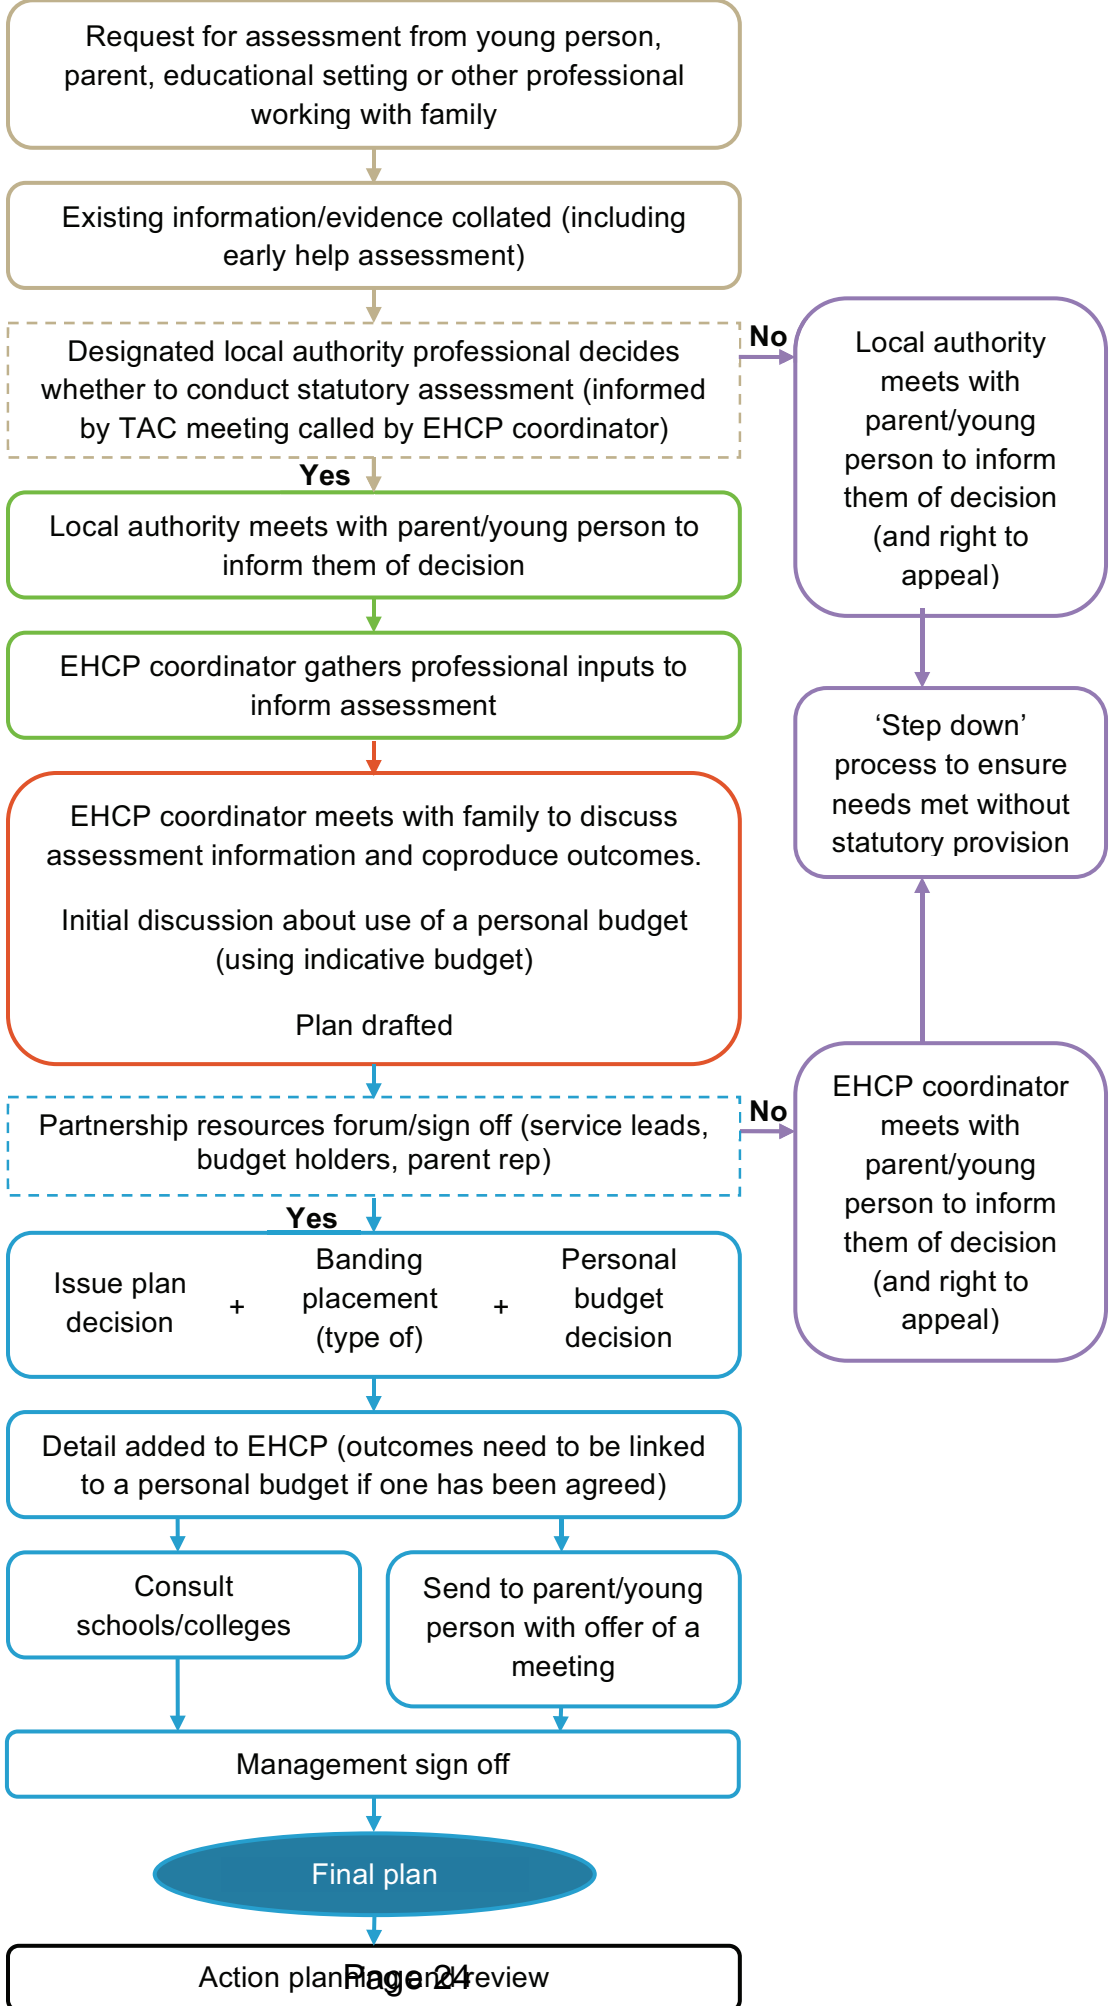 Request for assessment from young person,
parent, educational setting or other professional
working with family
Existing information/evidence collated (including
early help assessment)
Designated local authority professional decides
whether to conduct statutory assessment (informed
by TAC meeting called by EHCP coordinator)
No
Local authority
meets with
parent/young
person to inform
them of decision
(and right to
appeal)
Yes
Local authority meets with parent/young person to
inform them of decision
EHCP coordinator gathers professional inputs to
inform assessment
‘Step down’
process to ensure
needs met without
statutory provision
EHCP coordinator meets with family to discuss
assessment information and coproduce outcomes.
Initial discussion about use of a personal budget
(using indicative budget)
Plan drafted
Partnership resources forum/sign off (service leads,
budget holders, parent rep)
No
EHCP coordinator
meets with
parent/young
person to inform
them of decision
(and right to
appeal)
Yes
Issue plan
decision
+
Banding
placement
(type of)
+
Personal
budget
decision
Detail added to EHCP (outcomes need to be linked
to a personal budget if one has been agreed)
Consult
schools/colleges
Send to parent/young
person with offer of a
meeting
Management sign off
Final plan
Action planning and review
Page 24